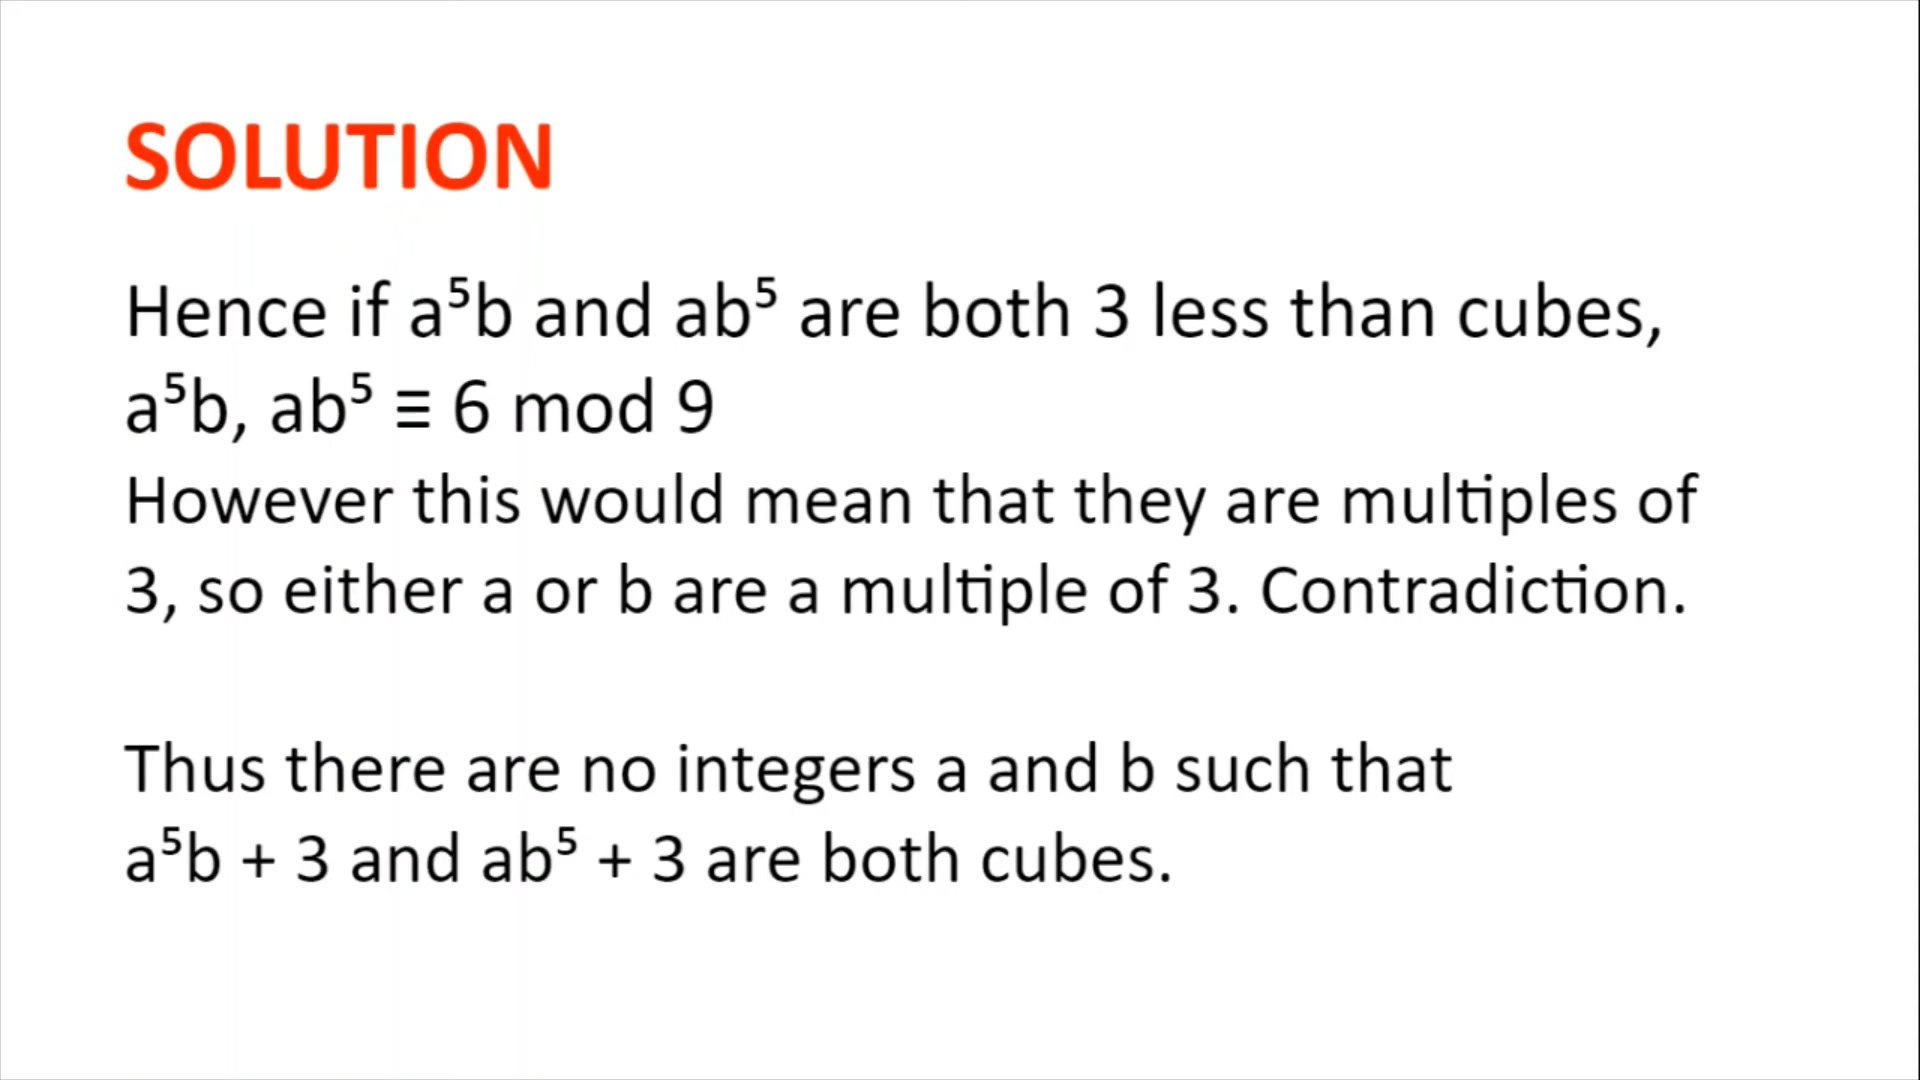 SOLUTION
Hence if a⁵b and ab⁵ are both 3 less than cubes,
a⁵b, ab⁵ ≡ 6 mod 9
However this would mean that they are multiples of
3, so either a or b are a multiple of 3. Contradiction.
Thus there are no integers a and b such that
a⁵b + 3 and ab⁵ + 3 are both cubes.